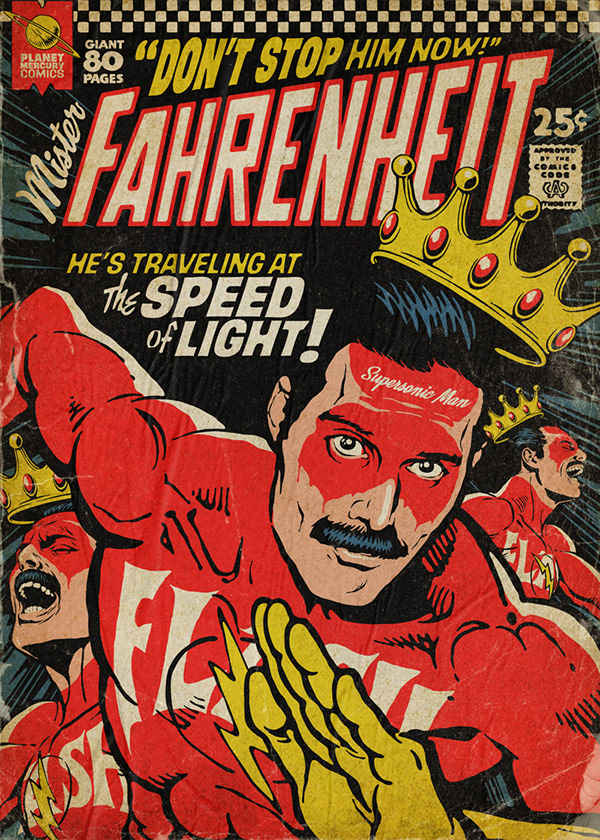 PLANET
MERCURY
COMICS
GIANT
80
PAGES
"DON'T STOP HIM NOW!"
Mister
FAHRENHEIT
25¢
APPROVED
BY THE
COMICS
CODE
HE'S TRAVELING AT
The SPEED
of LIGHT!
Supersonic Man
FLASH